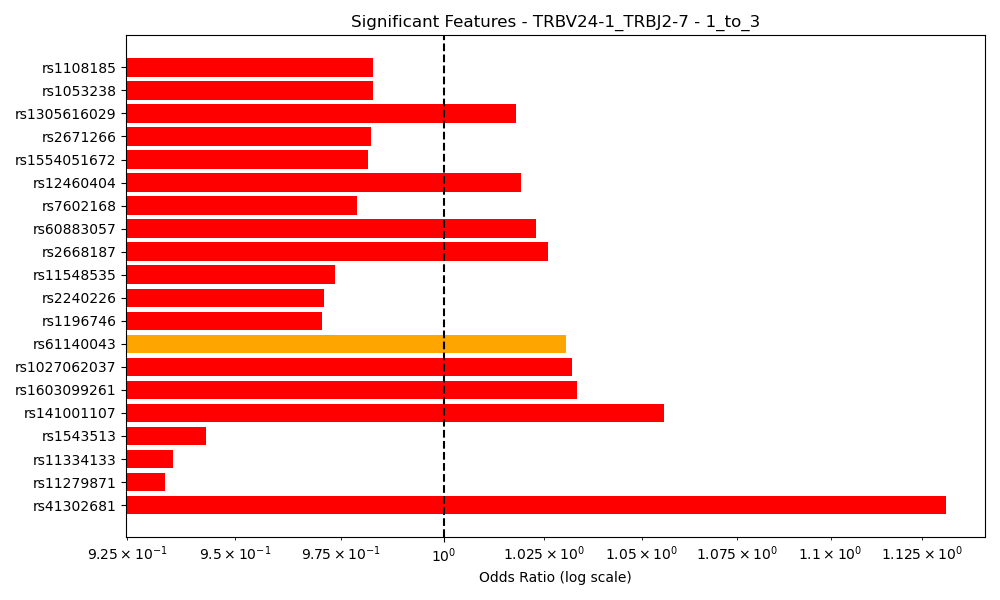 Significant Features - TRBV24-1_TRBJ2-7 - 1_to_3
rs1108185
rs1053238
rs1305616029
rs2671266
rs1554051672
rs12460404
rs7602168
rs60883057
rs2668187
rs11548535
rs2240226
rs1196746
rs61140043
rs1027062037
rs1603099261
rs141001107
rs1543513
rs11334133
rs11279871
rs41302681
9.25 × 10⁻¹ 9.5 × 10⁻¹ 9.75 × 10⁻¹ 10⁰ 1.025 × 10⁰ 1.05 × 10⁰ 1.075 × 10⁰ 1.1 × 10⁰ 1.125 × 10⁰
Odds Ratio (log scale)